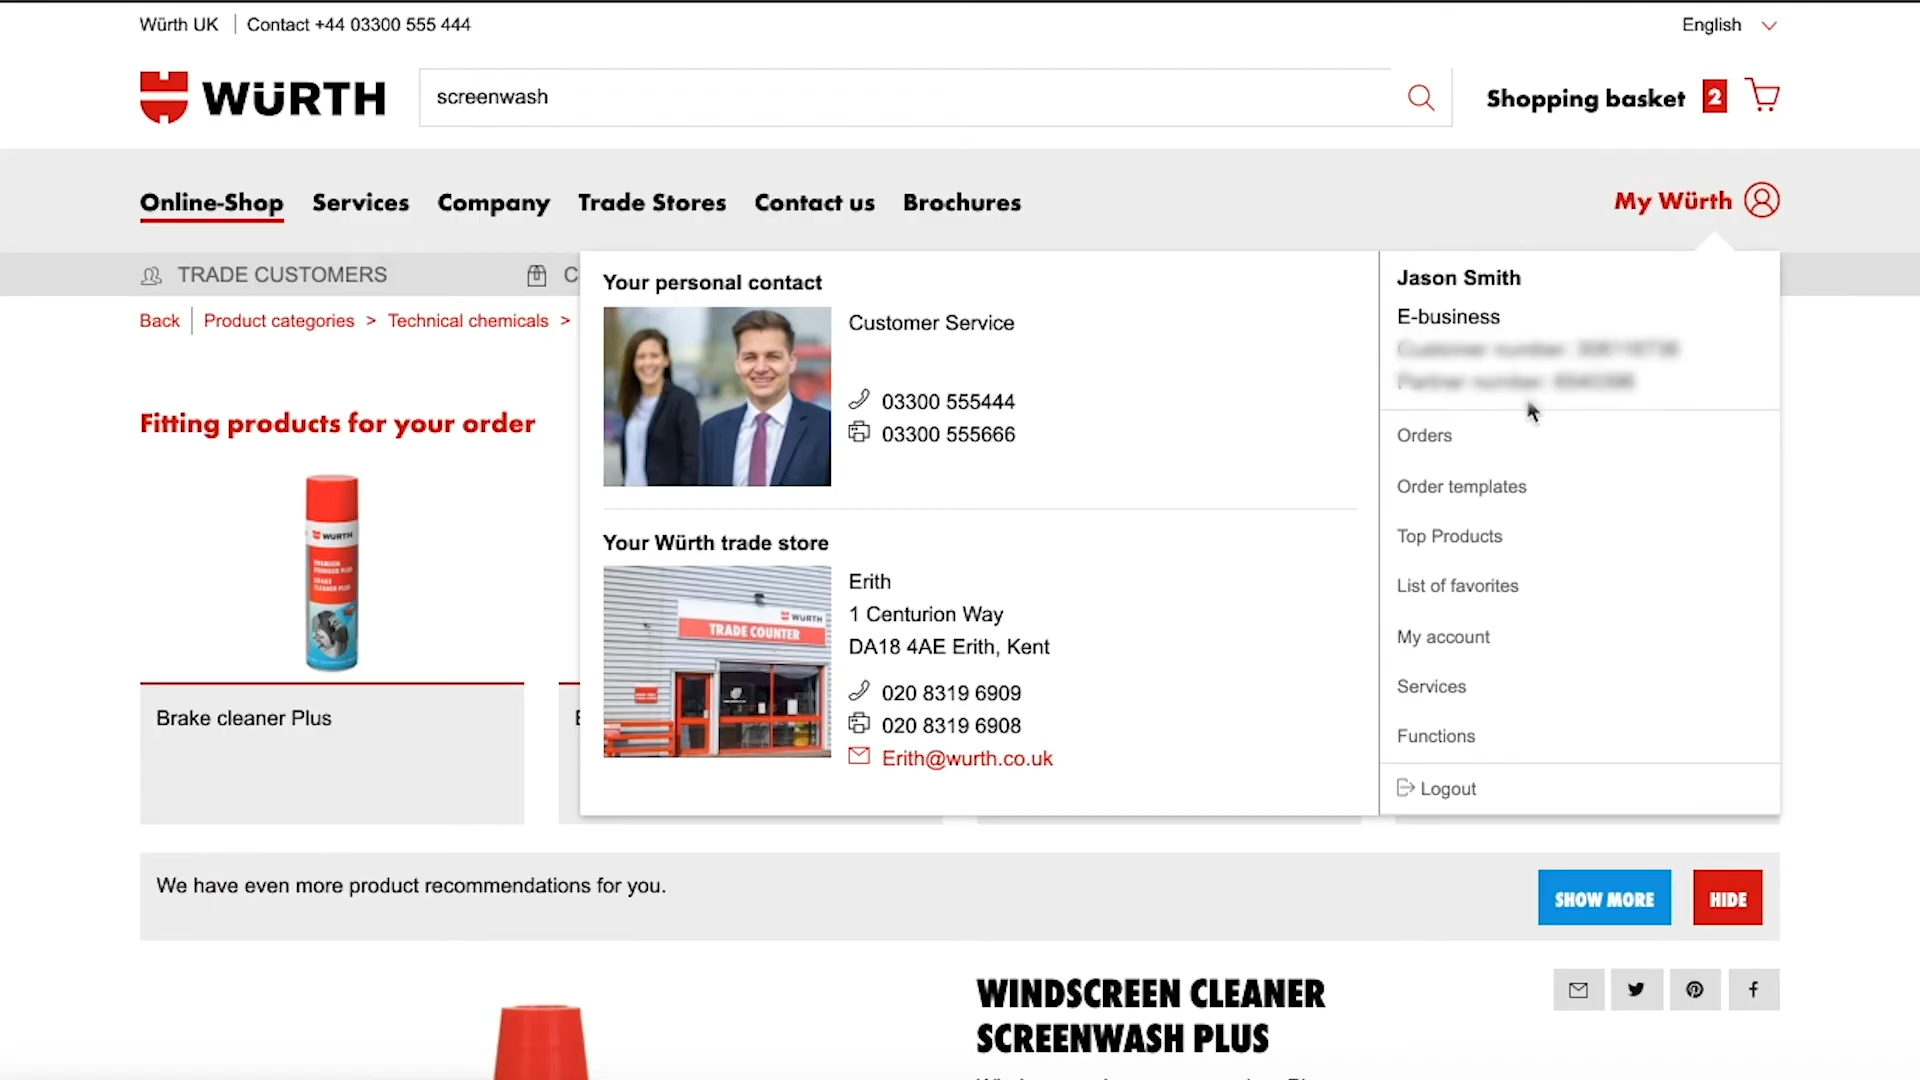 Würth UK
Contact +44 03300 555 444
English
WÜRTH
screenwash
Shopping basket 2
Online-Shop
Services
Company
Trade Stores
Contact us
Brochures
My Würth
TRADE CUSTOMERS
C
Back
Product categories >
Technical chemicals >
Fitting products for your order
WURTH
Brake cleaner Plus
Your personal contact
Customer Service
03300 555444
03300 555666
Your Würth trade store
WURTH
TRADE COUNTER
Erith
1 Centurion Way
DA18 4AE Erith, Kent
020 8319 6909
020 8319 6908
Erith@wurth.co.uk
Jason Smith
E-business
Orders
Order templates
Top Products
List of favorites
My account
Services
Functions
Logout
We have even more product recommendations for you.
SHOW MORE
HIDE
WINDSCREEN CLEANER
SCREENWASH PLUS